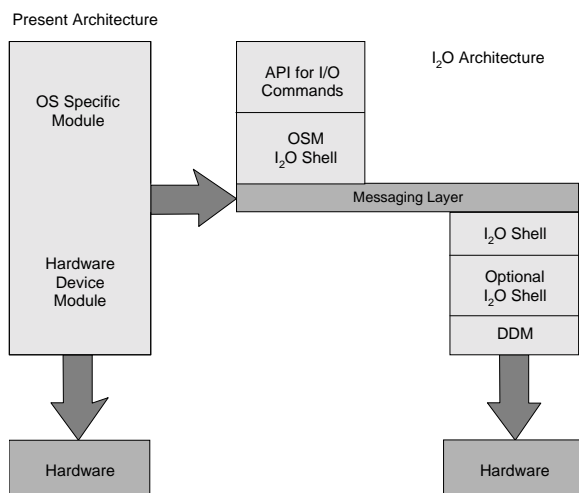 Present Architecture
OS Specific
Module
Hardware
Device
Module
Hardware
I₂O Architecture
API for I/O
Commands
OSM
I₂O Shell
Messaging Layer
I₂O Shell
Optional
I₂O Shell
DDM
Hardware